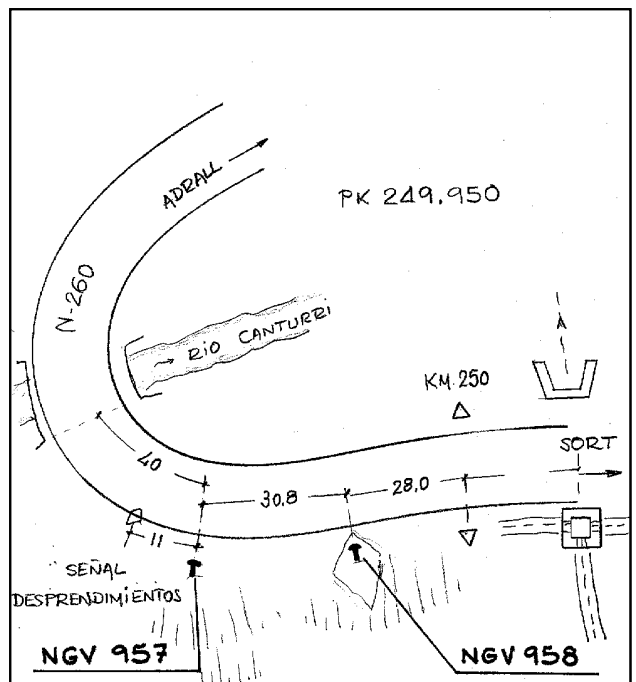 ADRALL
PK 249.950
N-260
RÍO CANTURRI
KM. 250
SORT
40
30,8
28,0
11
SEÑAL
DESPRENDIMIENTOS
NGV 957
NGV 958